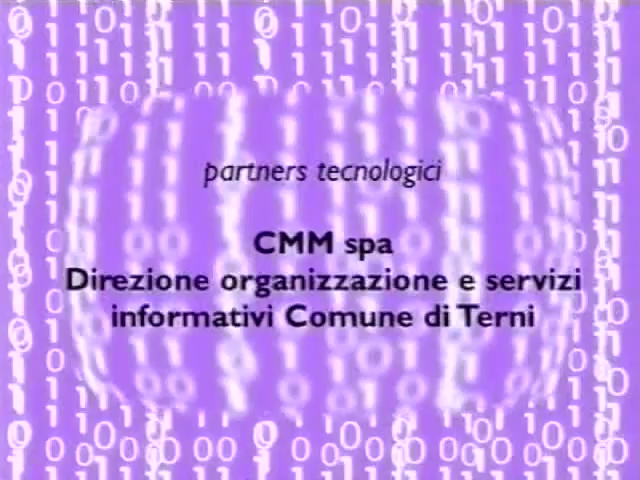 partners tecnologici
CMM spa
Direzione organizzazione e servizi
informativi Comune di Terni